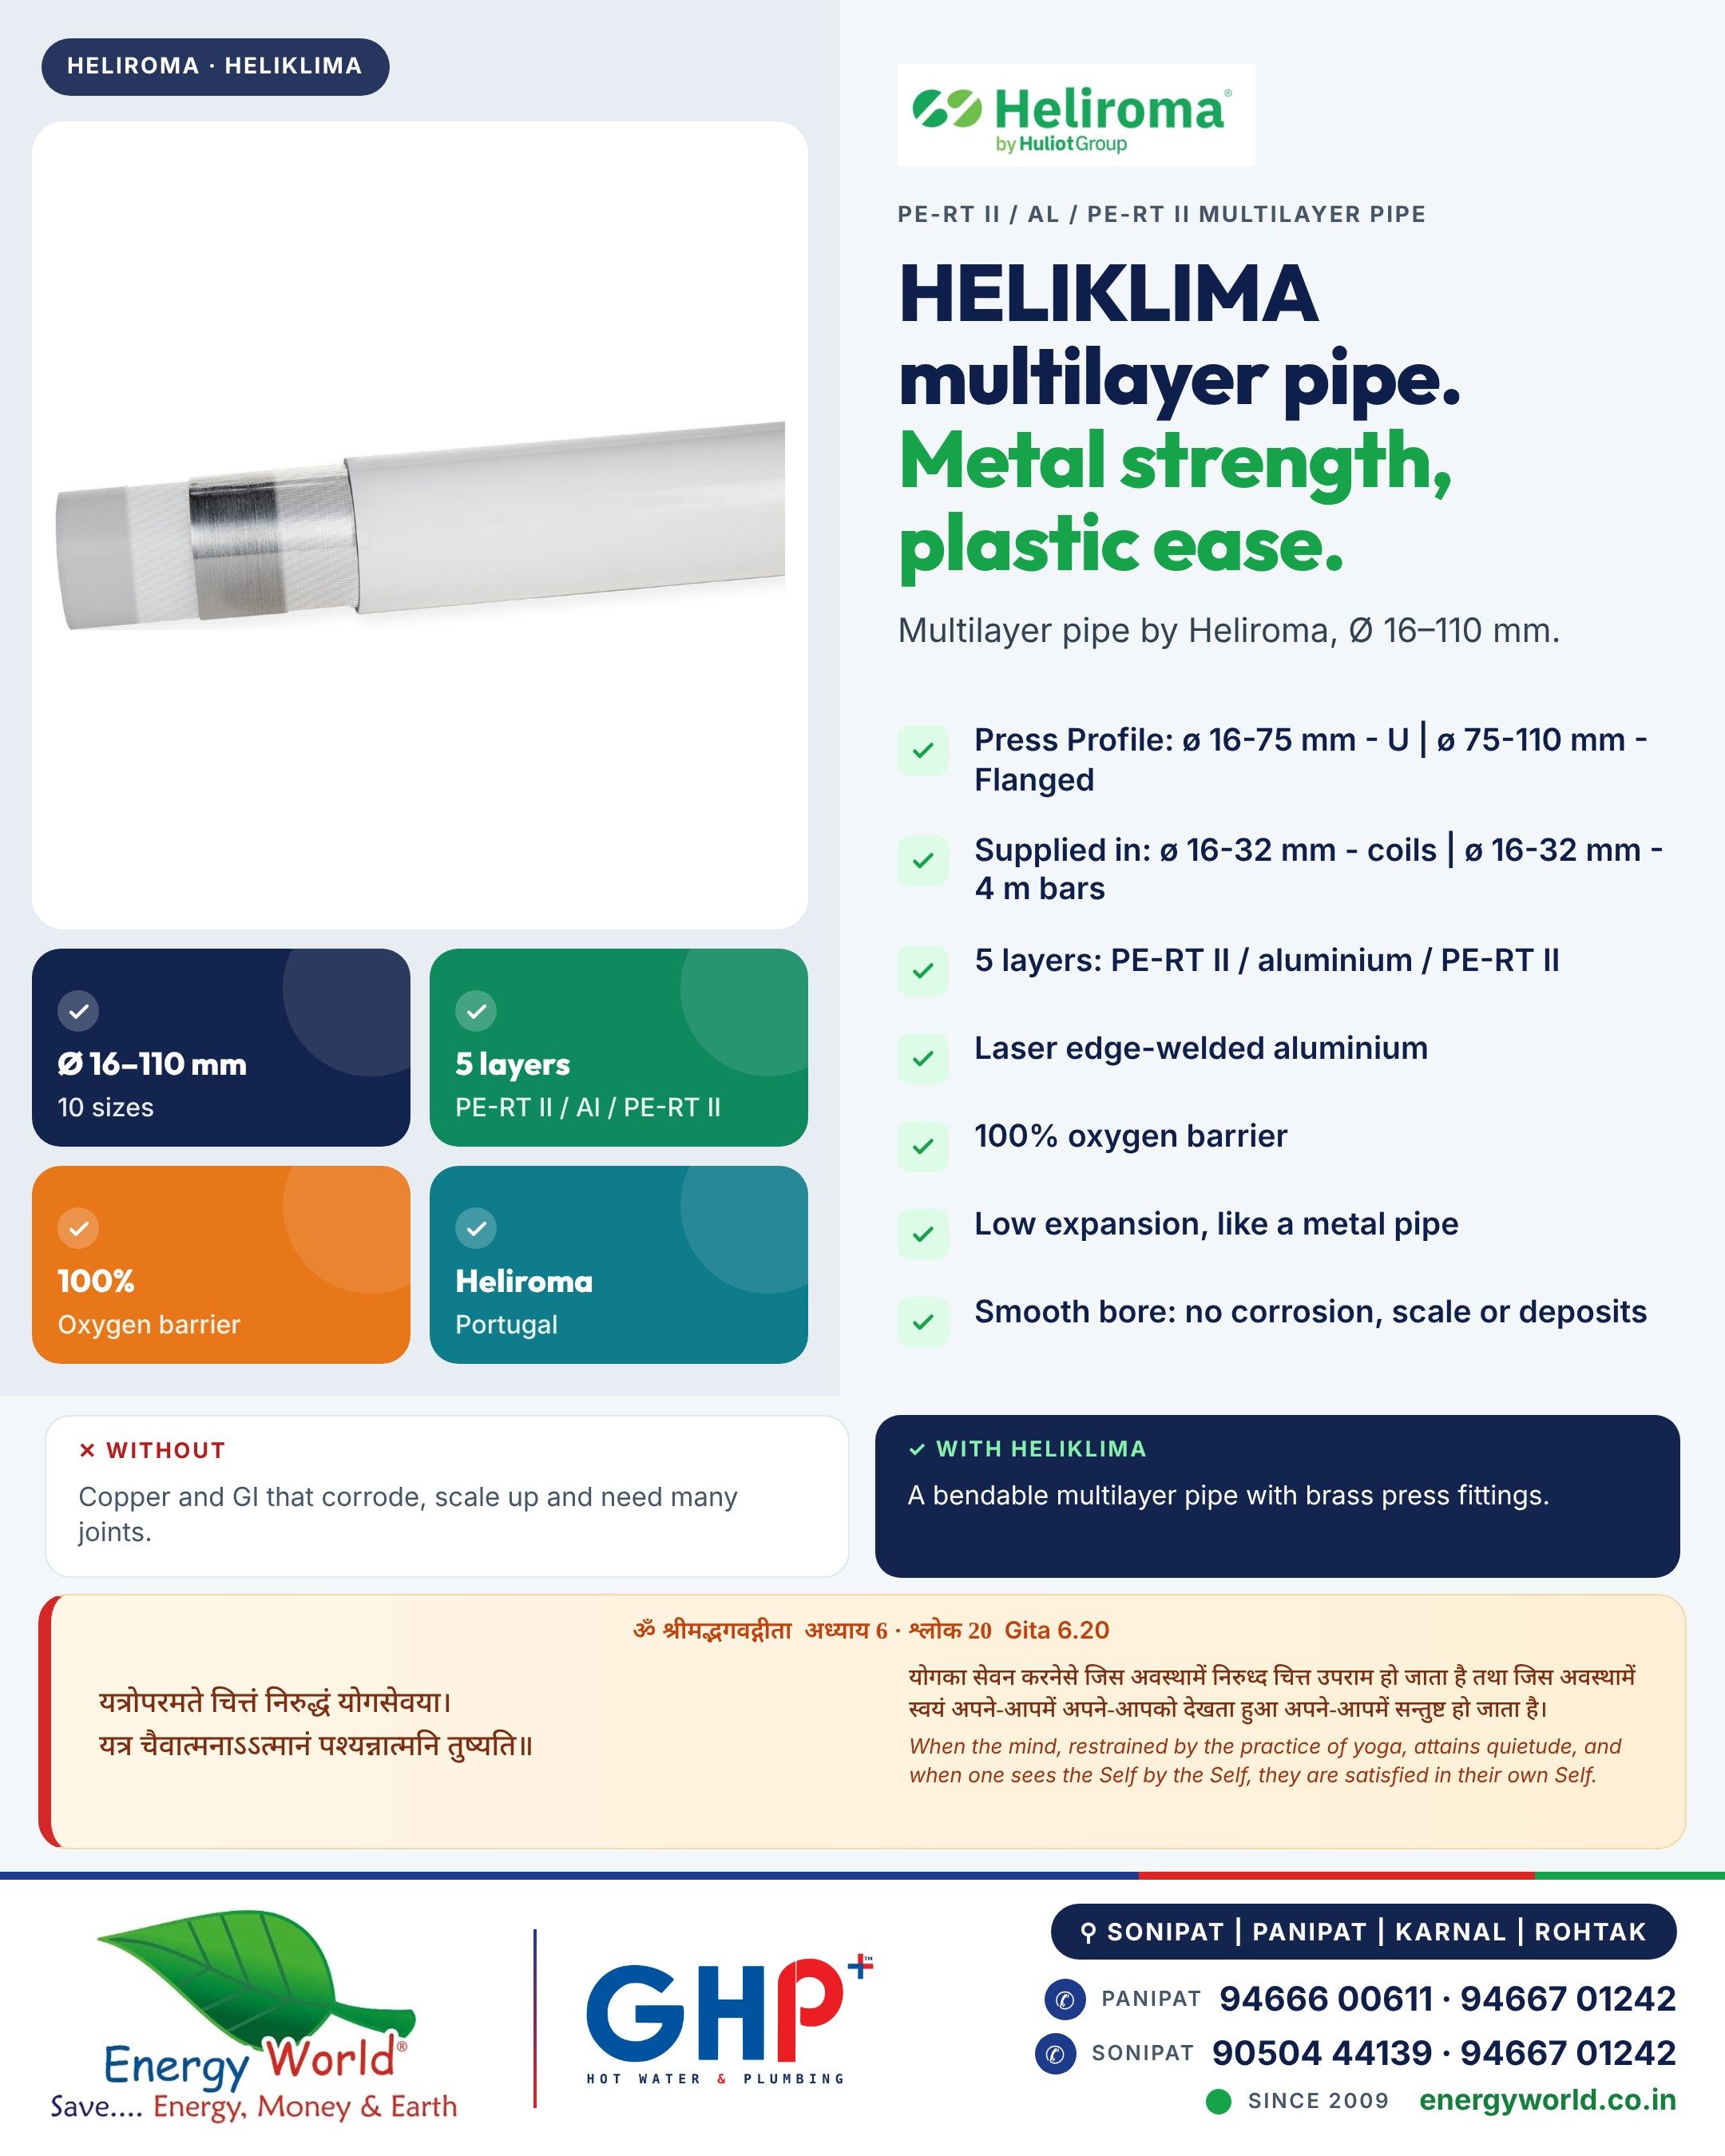 HELIROMA · HELIKLIMA
Heliroma®
by HuliotGroup
PE-RT II / AL / PE-RT II MULTILAYER PIPE
HELIKLIMA
multilayer pipe.
Metal strength,
plastic ease.
Multilayer pipe by Heliroma, Ø 16–110 mm.
Press Profile: ø 16-75 mm - U | ø 75-110 mm -
Flanged
Supplied in: ø 16-32 mm - coils | ø 16-32 mm -
4 m bars
5 layers: PE-RT II / aluminium / PE-RT II
Laser edge-welded aluminium
100% oxygen barrier
Low expansion, like a metal pipe
Smooth bore: no corrosion, scale or deposits
Ø 16–110 mm
10 sizes
5 layers
PE-RT II / Al / PE-RT II
100%
Oxygen barrier
Heliroma
Portugal
✕ WITHOUT
Copper and GI that corrode, scale up and need many
joints.
✓ WITH HELIKLIMA
A bendable multilayer pipe with brass press fittings.
ॐ श्रीमद्भगवद्गीता अध्याय 6 · श्लोक 20 Gita 6.20
यत्रोपरमते चित्तं निरुद्धं योगसेवया।
यत्र चैवात्मनाऽऽत्मानं पश्यन्नात्मनि तुष्यति॥
योगका सेवन करनेसे जिस अवस्थामें निरुध्द चित्त उपराम हो जाता है तथा जिस अवस्थामें
स्वयं अपने-आपमें अपने-आपको देखता हुआ अपने-आपमें सन्तुष्ट हो जाता है।
When the mind, restrained by the practice of yoga, attains quietude, and
when one sees the Self by the Self, they are satisfied in their own Self.
Energy World®
Save.... Energy, Money & Earth
GHP+™
HOT WATER & PLUMBING
SONIPAT | PANIPAT | KARNAL | ROHTAK
PANIPAT 94666 00611 · 94667 01242
SONIPAT 90504 44139 · 94667 01242
SINCE 2009 energyworld.co.in